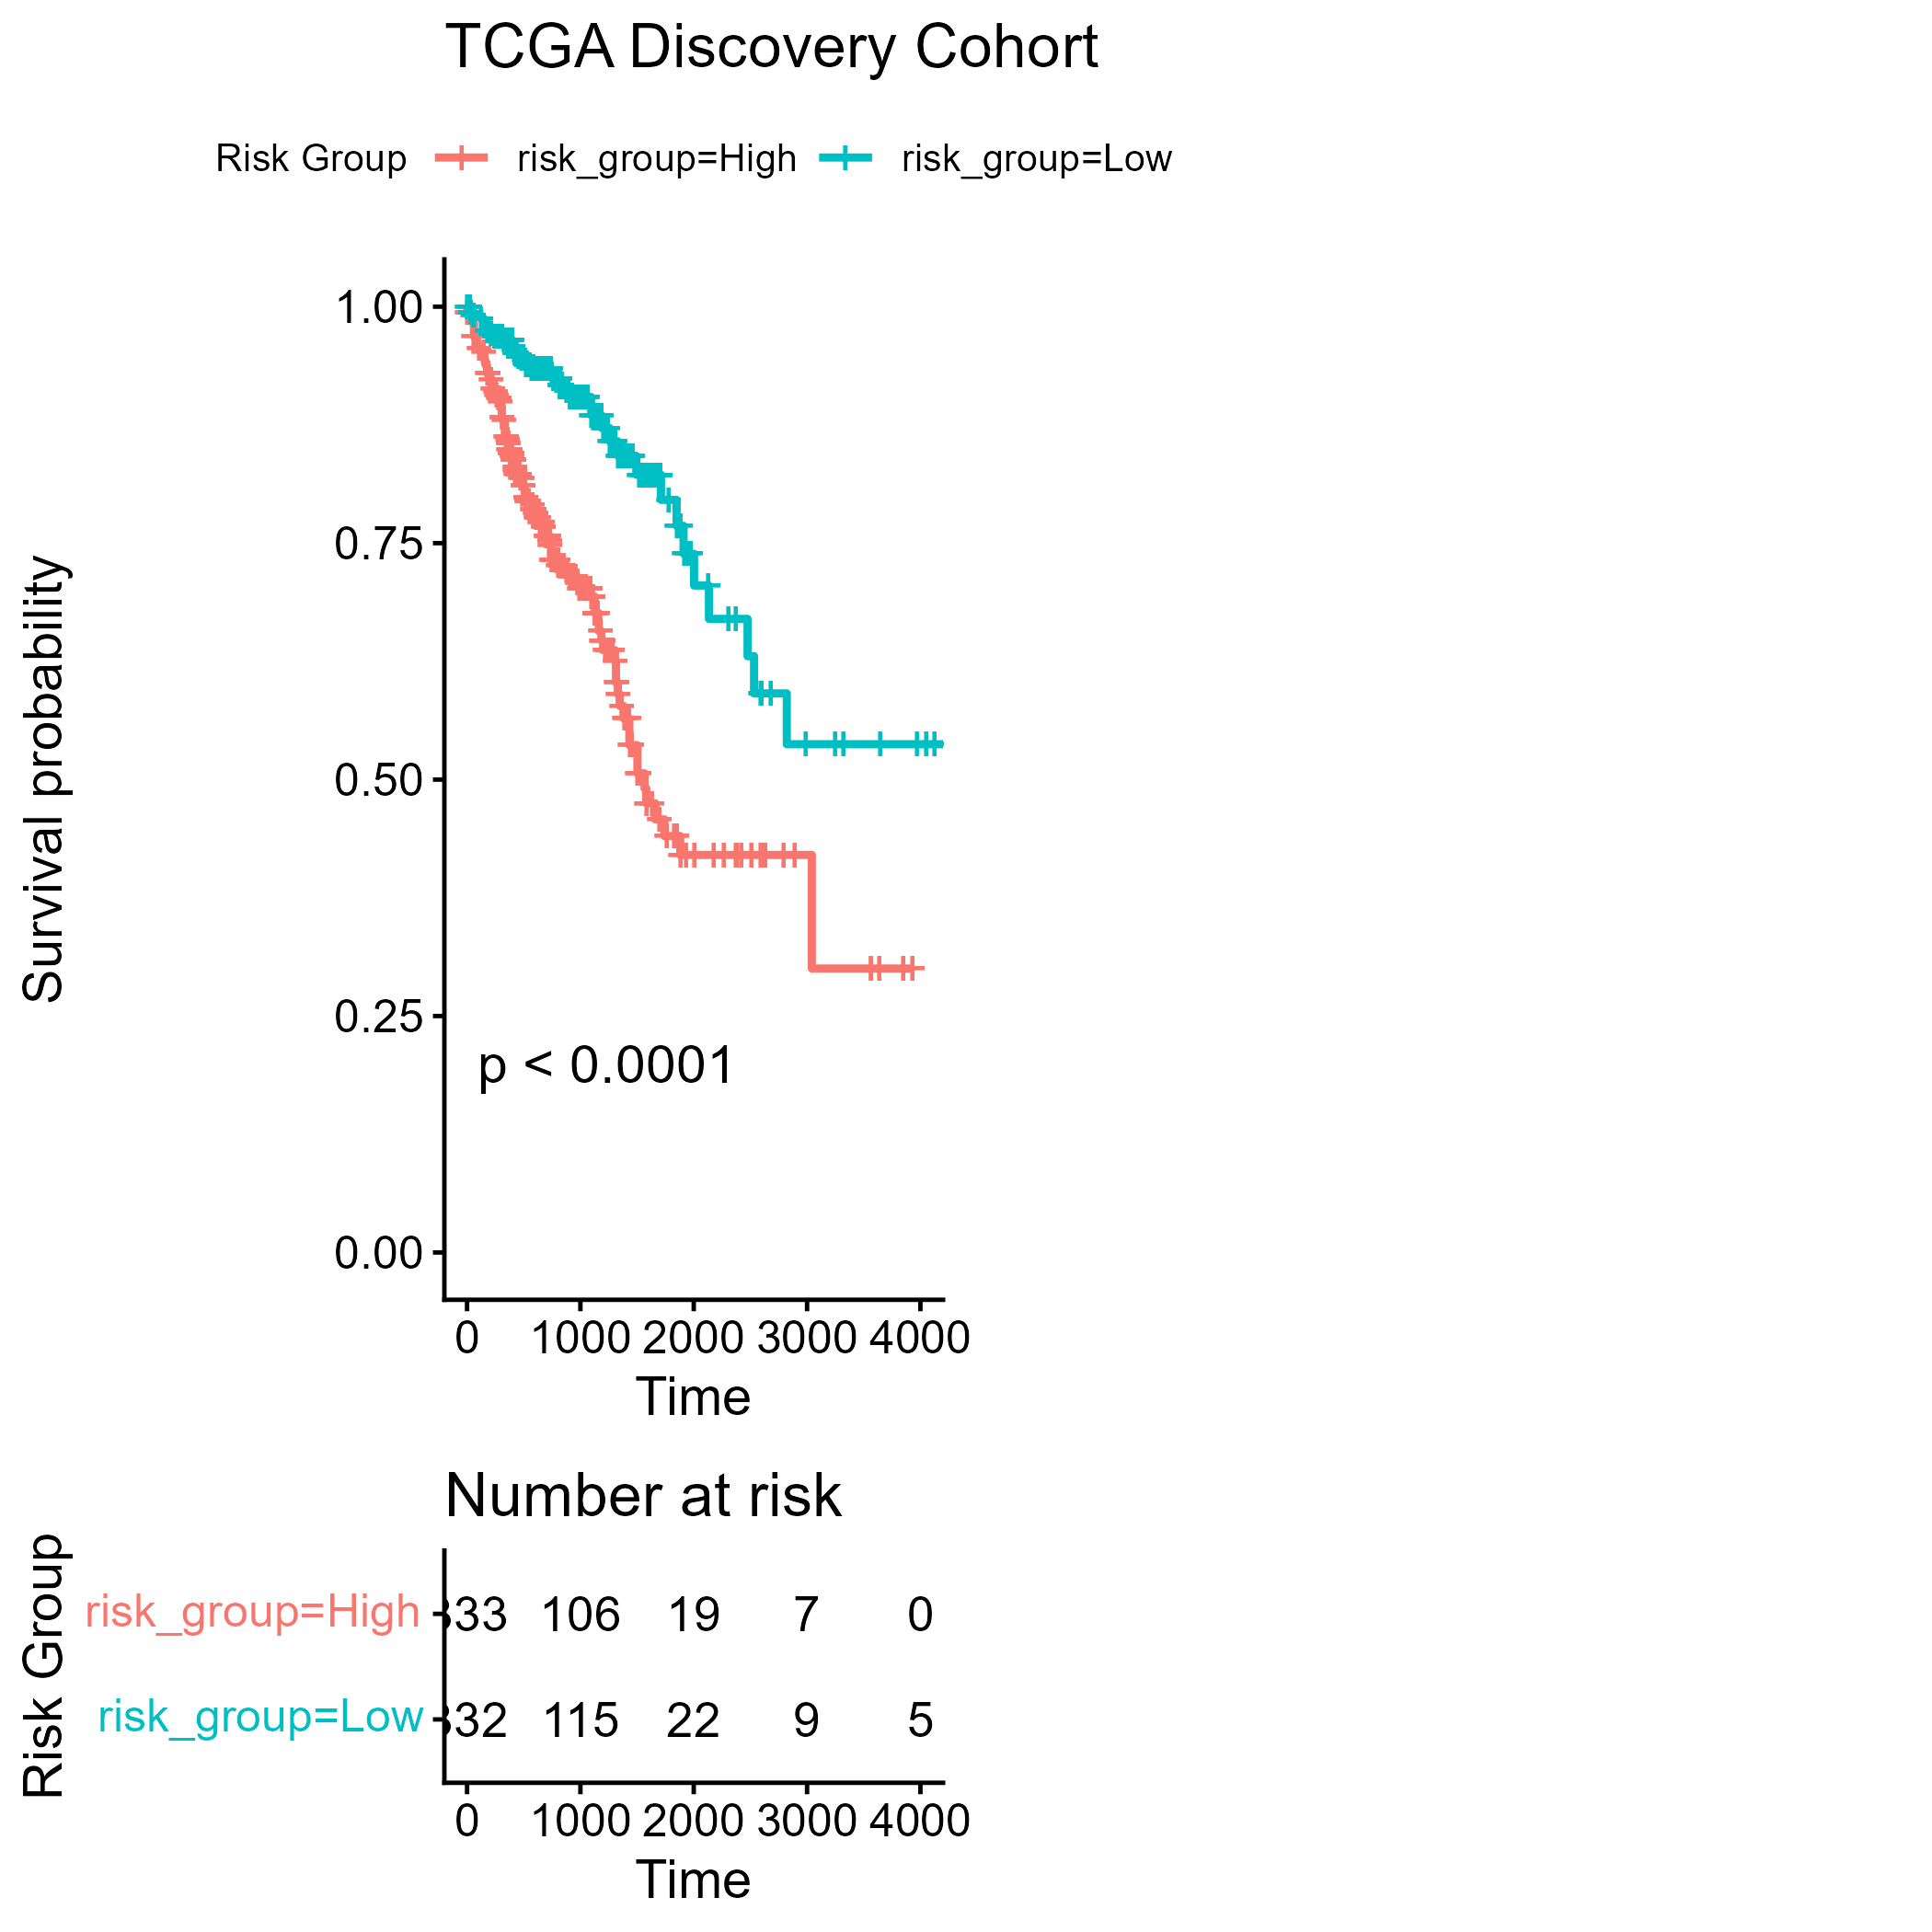 TCGA Discovery Cohort
Risk Group risk_group=High risk_group=Low
Survival probability
1.00
0.75
0.50
0.25
0.00
p < 0.0001
0 1000 2000 3000 4000
Time
Number at risk
Risk Group
risk_group=High 333 106 19 7 0
risk_group=Low 332 115 22 9 5
0 1000 2000 3000 4000
Time